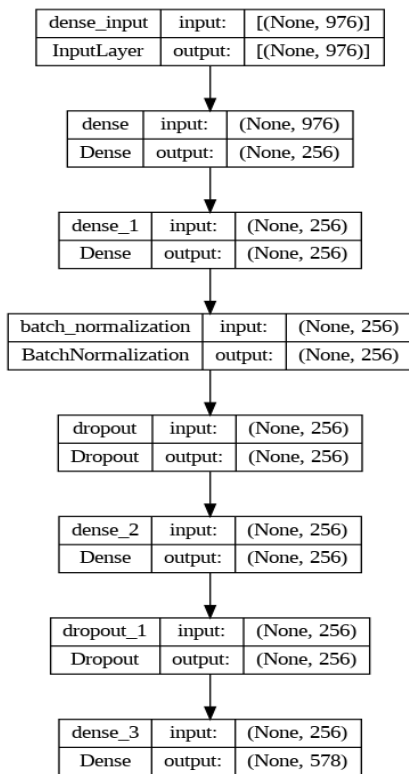 dense_input input: [(None, 976)]
InputLayer output: [(None, 976)]
dense input: (None, 976)
Dense output: (None, 256)
dense_1 input: (None, 256)
Dense output: (None, 256)
batch_normalization input: (None, 256)
BatchNormalization output: (None, 256)
dropout input: (None, 256)
Dropout output: (None, 256)
dense_2 input: (None, 256)
Dense output: (None, 256)
dropout_1 input: (None, 256)
Dropout output: (None, 256)
dense_3 input: (None, 256)
Dense output: (None, 578)